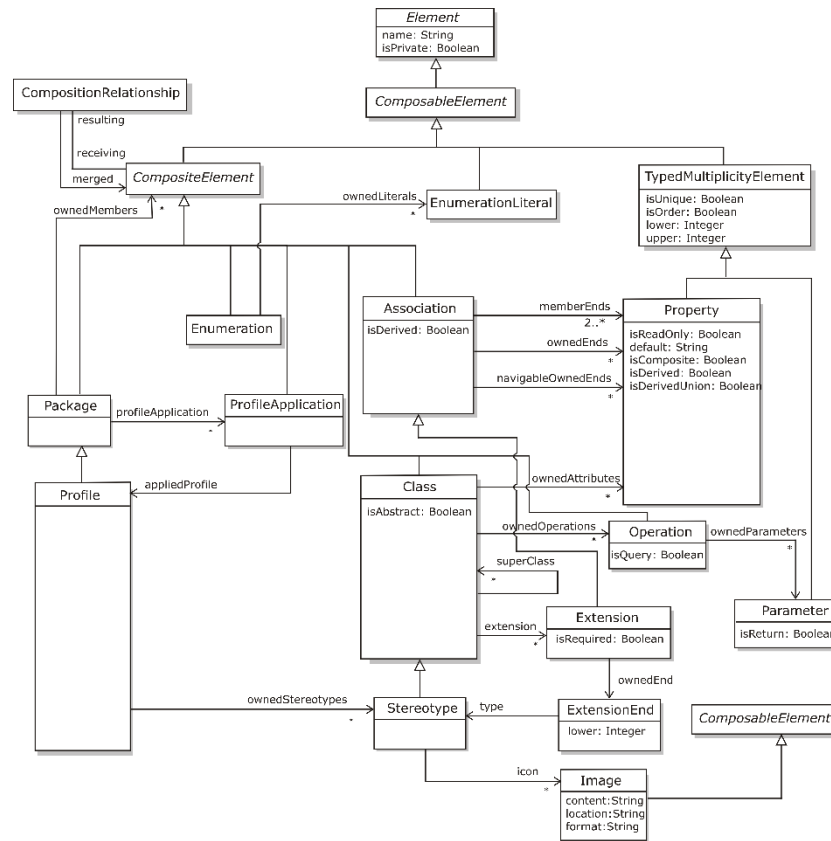 Element
name: String
isPrivate: Boolean
CompositionRelationship
ComposableElement
resulting
receiving
merged
CompositeElement
*
ownedMembers
ownedLiterals
*
EnumerationLiteral
TypedMultiplicityElement
isUnique: Boolean
isOrder: Boolean
lower: Integer
upper: Integer
Enumeration
Association
isDerived: Boolean
memberEnds
2..*
ownedEnds
*
navigableOwnedEnds
*
Property
isReadOnly: Boolean
default: String
isComposite: Boolean
isDerived: Boolean
isDerivedUnion: Boolean
Package
profileApplication
*
ProfileApplication
appliedProfile
Profile
Class
isAbstract: Boolean
ownedAttributes
*
ownedOperations
*
Operation
isQuery: Boolean
ownedParameters
*
superClass
*
extension
*
Extension
isRequired: Boolean
Parameter
isReturn: Boolean
ownedEnd
ownedStereotypes
*
Stereotype
type
ExtensionEnd
lower: Integer
ComposableElement
icon
*
Image
content:String
location:String
format:String